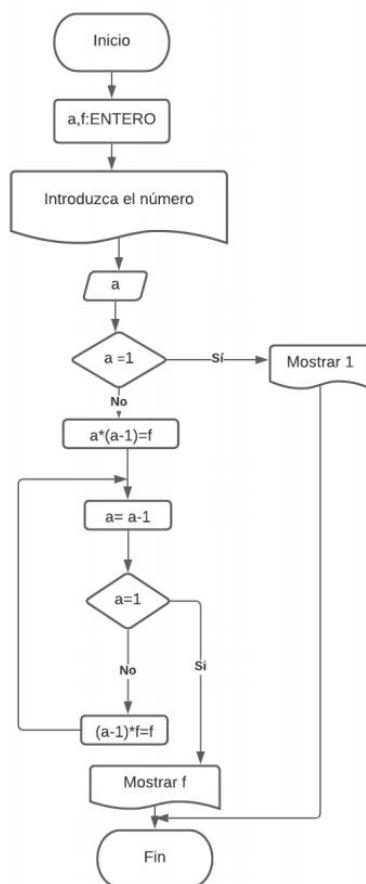 Inicio
a,f:ENTERO
Introduzca el número
a
a =1
Sí
Mostrar 1
No
a*(a-1)=f
a= a-1
a=1
No
Si
(a-1)*f=f
Mostrar f
Fin